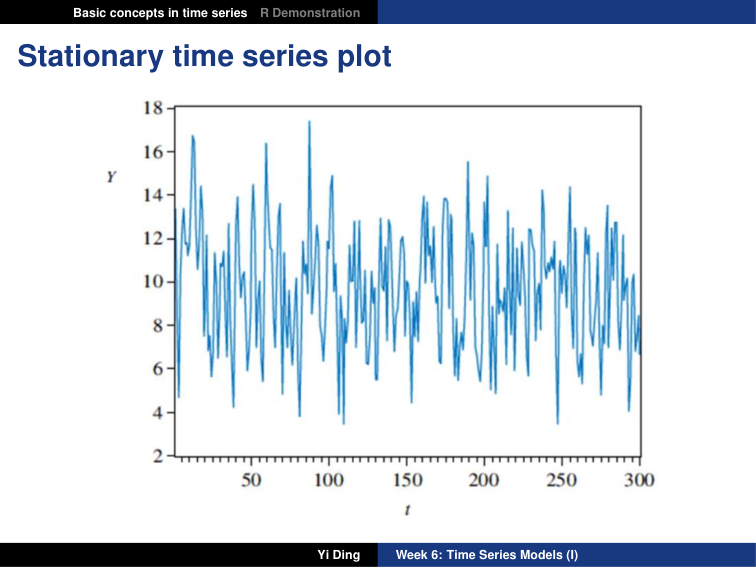 Basic concepts in time series R Demonstration
Stationary time series plot
18
16
Y
14
12
10
8
6
4
2
50 100 150 200 250 300
t
Yi Ding Week 6: Time Series Models (I)